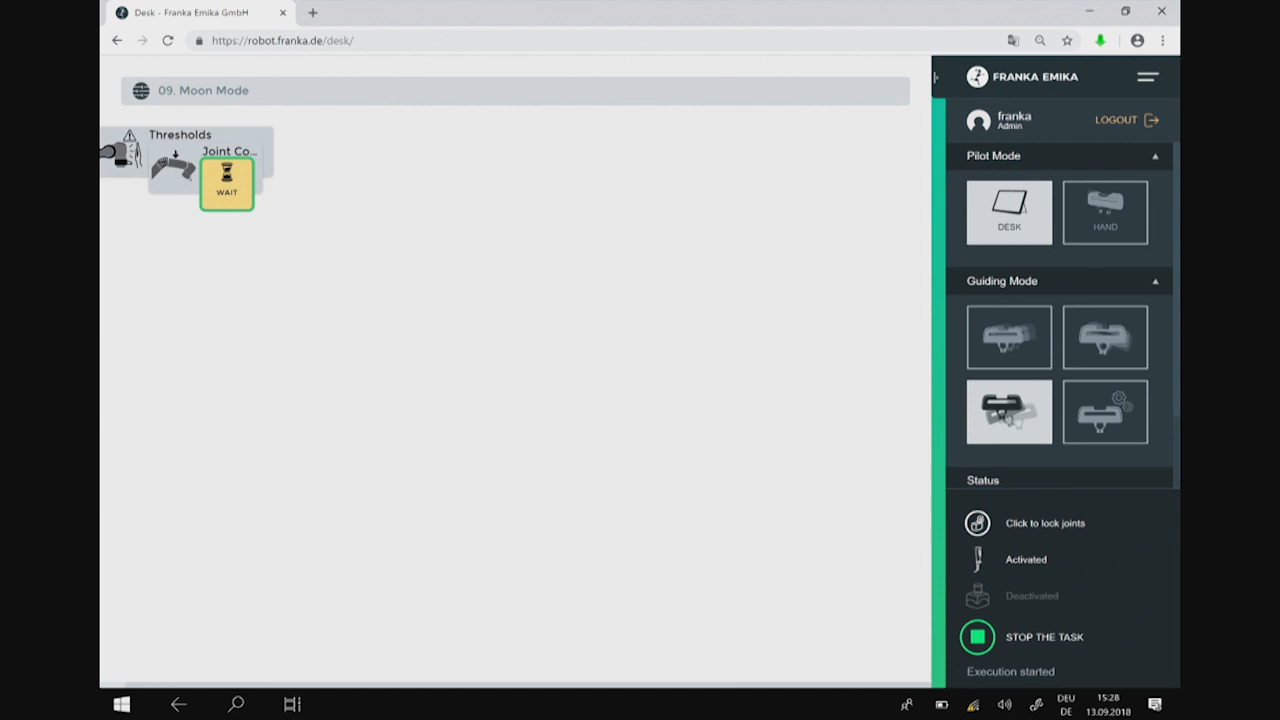 Desk - Franka Emika GmbH
https://robot.franka.de/desk/
09. Moon Mode
Thresholds
Joint Co...
WAIT
FRANKA EMIKA
franka
Admin
LOGOUT
Pilot Mode
DESK
HAND
Guiding Mode
Status
Click to lock joints
Activated
Deactivated
STOP THE TASK
Execution started
DEU
DE
15:28
13.09.2018